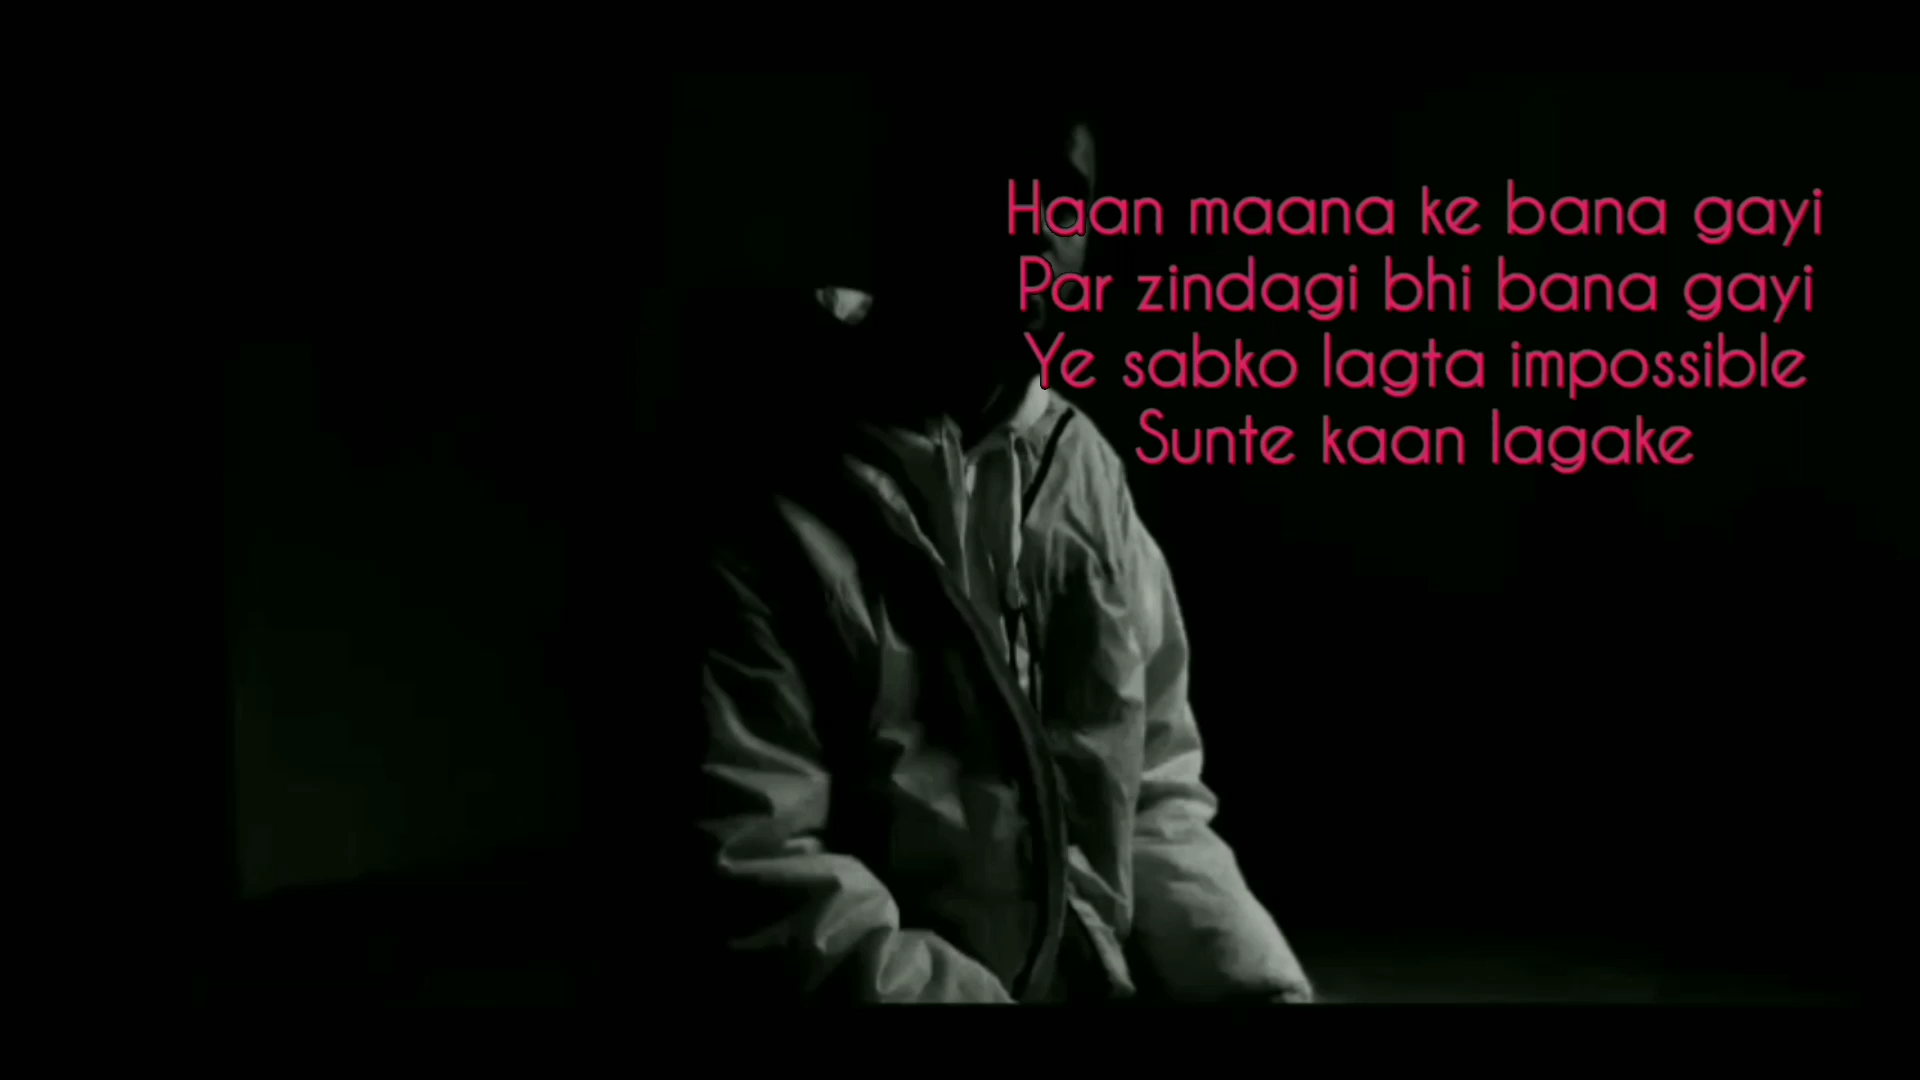 Haan maana ke bana gayi
Par zindagi bhi bana gayi
Ye sabko lagta impossible
Sunte kaan lagake